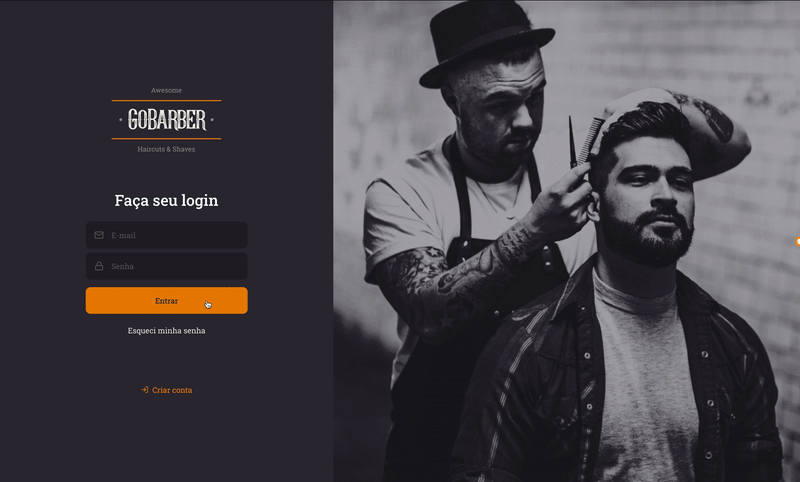 Awesome
GOBARBER
Haircuts & Shaves
Faça seu login
E-mail
Senha
Entrar
Esqueci minha senha
Criar conta